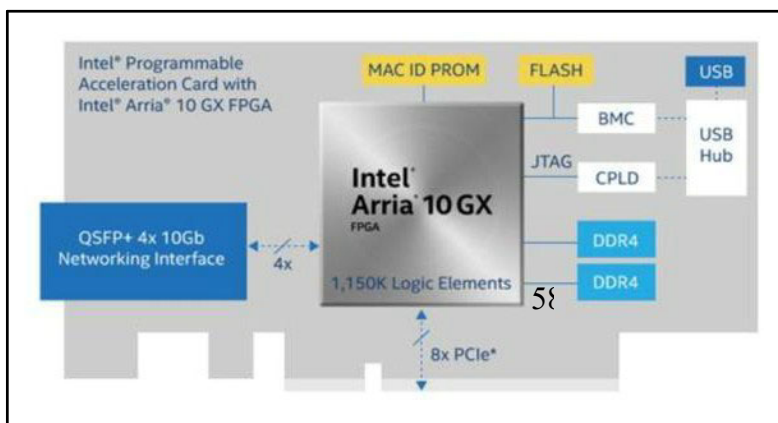 Intel® Programmable
Acceleration Card with
Intel® Arria® 10 GX FPGA
MAC ID PROM
FLASH
USB
BMC
USB
Hub
JTAG
CPLD
Intel®
Arria® 10 GX
FPGA
QSFP+ 4x 10Gb
Networking Interface
4x
DDR4
DDR4
1,150K Logic Elements
58
8x PCIe*